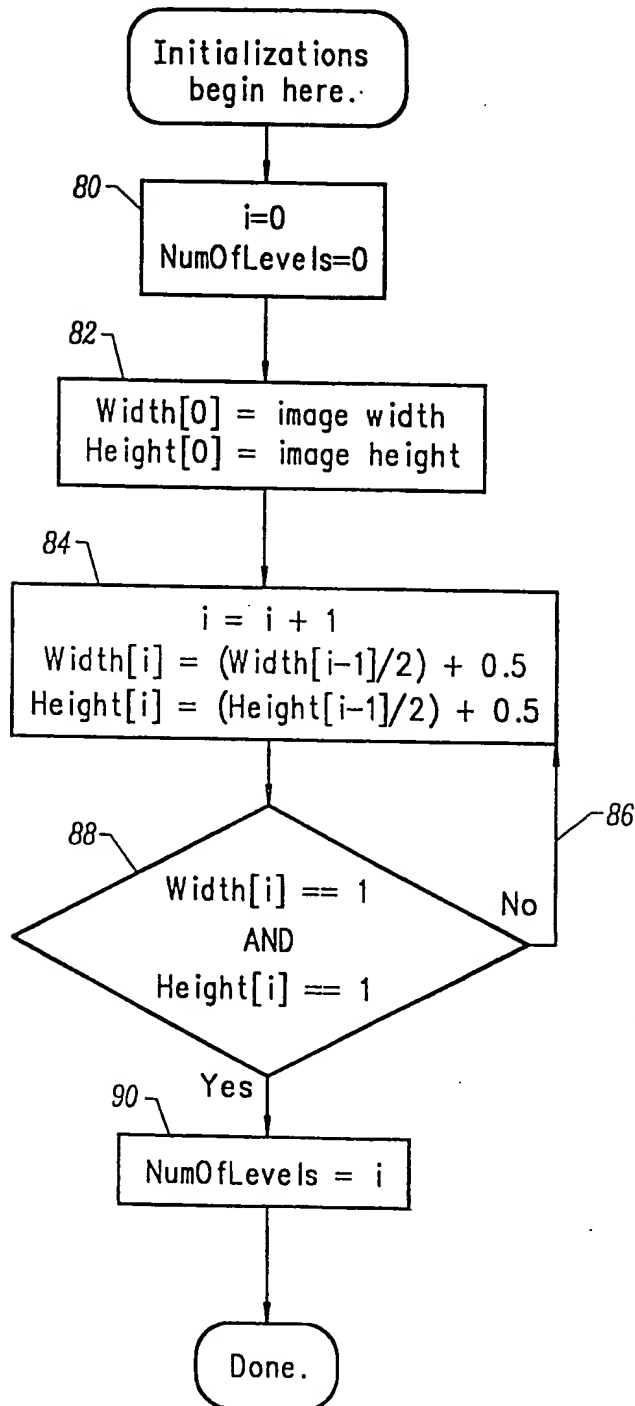 Initializations
begin here.
80
i=0
NumOfLevels=0
82
Width[0] = image width
Height[0] = image height
84
i = i + 1
Width[i] = (Width[i-1]/2) + 0.5
Height[i] = (Height[i-1]/2) + 0.5
86
88
Width[i] == 1
AND
Height[i] == 1
No
Yes
90
NumOfLevels = i
Done.